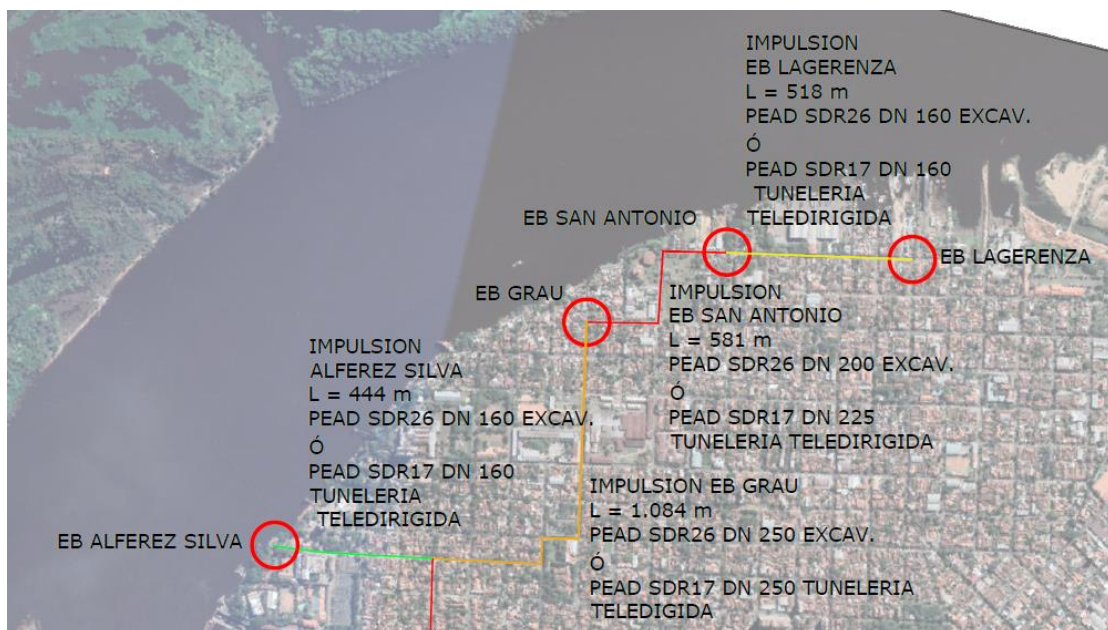 IMPULSION
EB LAGERENZA
L = 518 m
PEAD SDR26 DN 160 EXCAV.
Ó
PEAD SDR17 DN 160
TUNELERIA
TELEDIRIGIDA
EB SAN ANTONIO
EB LAGERENZA
EB GRAU
IMPULSION
EB SAN ANTONIO
L = 581 m
PEAD SDR26 DN 200 EXCAV.
Ó
PEAD SDR17 DN 225
TUNELERIA TELEDIRIGIDA
IMPULSION
ALFEREZ SILVA
L = 444 m
PEAD SDR26 DN 160 EXCAV.
Ó
PEAD SDR17 DN 160
TUNELERIA
TELEDIRIGIDA
EB ALFEREZ SILVA
IMPULSION EB GRAU
L = 1.084 m
PEAD SDR26 DN 250 EXCAV.
Ó
PEAD SDR17 DN 250 TUNELERIA
TELEDIGIDA